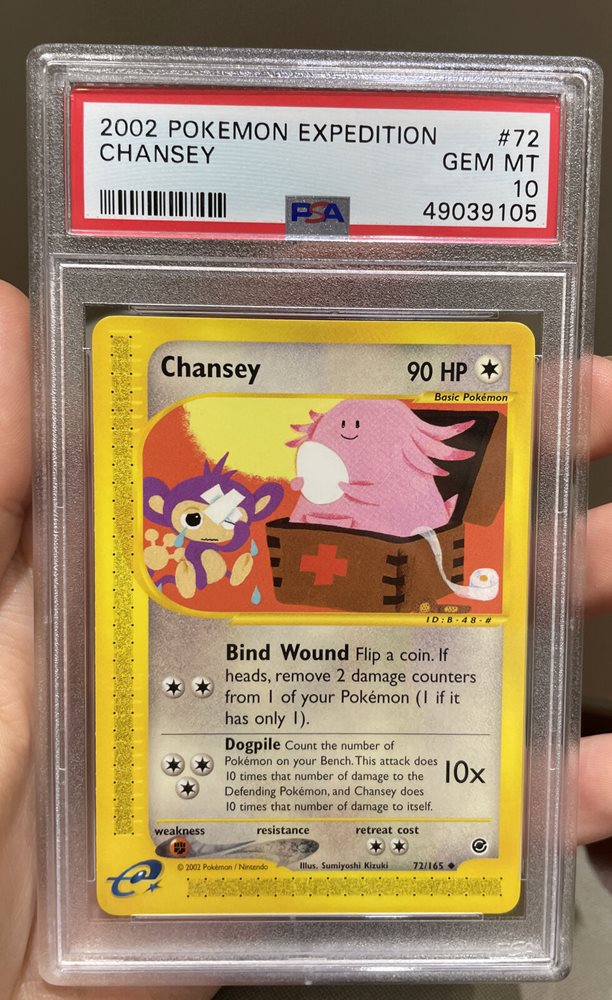 2002 POKEMON EXPEDITION #72
CHANSEY GEM MT
10
PSA 49039105
Chansey 90 HP
Basic Pokémon
ID:B-48-#
Bind Wound Flip a coin. If
heads, remove 2 damage counters
from 1 of your Pokémon (1 if it
has only 1).
Dogpile Count the number of
Pokémon on your Bench. This attack does
10 times that number of damage to the
Defending Pokémon, and Chansey does
10 times that number of damage to itself.
10x
weakness resistance retreat cost
© 2002 Pokémon / Nintendo Illus. Sumiyoshi Kizuki 72/165
e